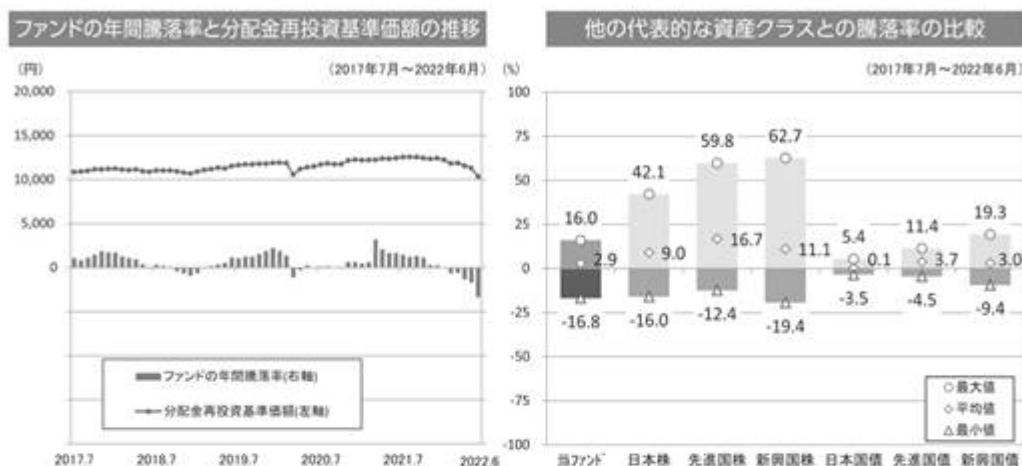 ファンドの年間騰落率と分配金再投資基準価額の推移
(円)
(2017年7月～2022年6月)
20,000
15,000
10,000
5,000
0
ファンドの年間騰落率(右軸)
分配金再投資基準価額(左軸)
2017.7
2018.7
2019.7
2020.7
2021.7
2022.6
他の代表的な資産クラスとの騰落率の比較
(%)
(2017年7月～2022年6月)
100
75
50
25
0
-25
-50
-75
-100
16.0
42.1
59.8
62.7
5.4
11.4
19.3
2.9
9.0
16.7
11.1
0.1
3.7
3.0
-16.8
-16.0
-12.4
-19.4
-3.5
-4.5
-9.4
最大値
平均値
最小値
当ファンド
日本株
先進国株
新興国株
日本国債
先進国債
新興国債